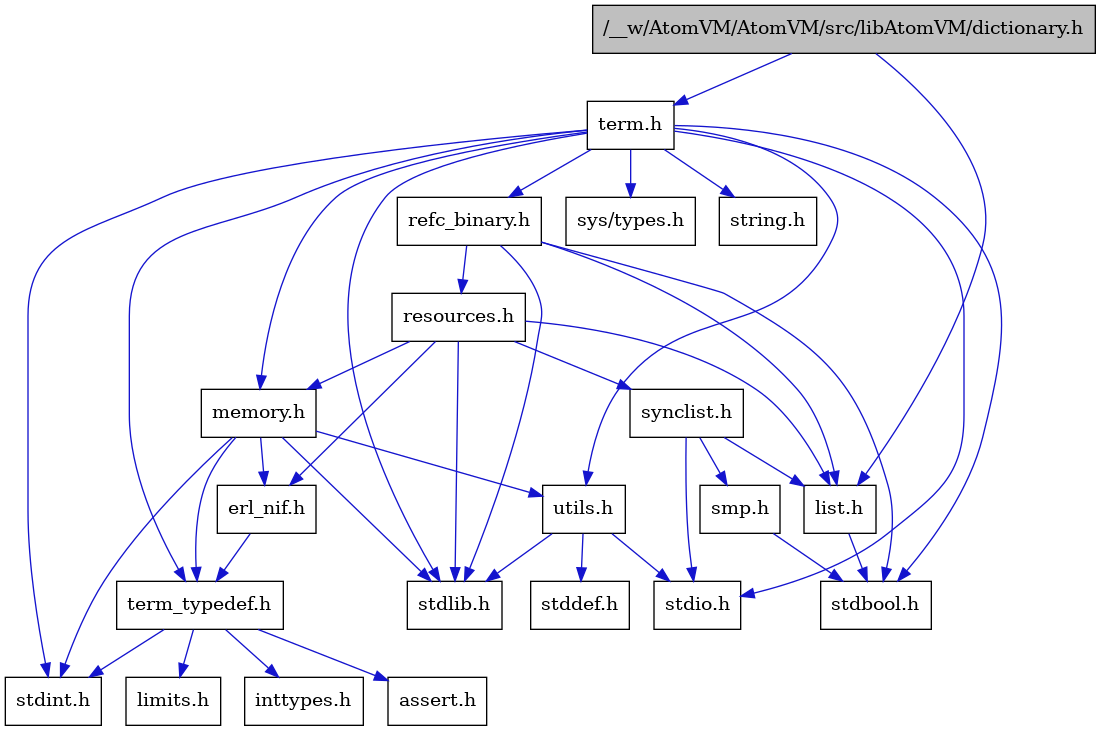 /__w/AtomVM/AtomVM/src/libAtomVM/dictionary.h
term.h
refc_binary.h
sys/types.h
string.h
resources.h
memory.h
synclist.h
erl_nif.h
utils.h
smp.h
list.h
term_typedef.h
stdlib.h
stddef.h
stdio.h
stdbool.h
stdint.h
limits.h
inttypes.h
assert.h